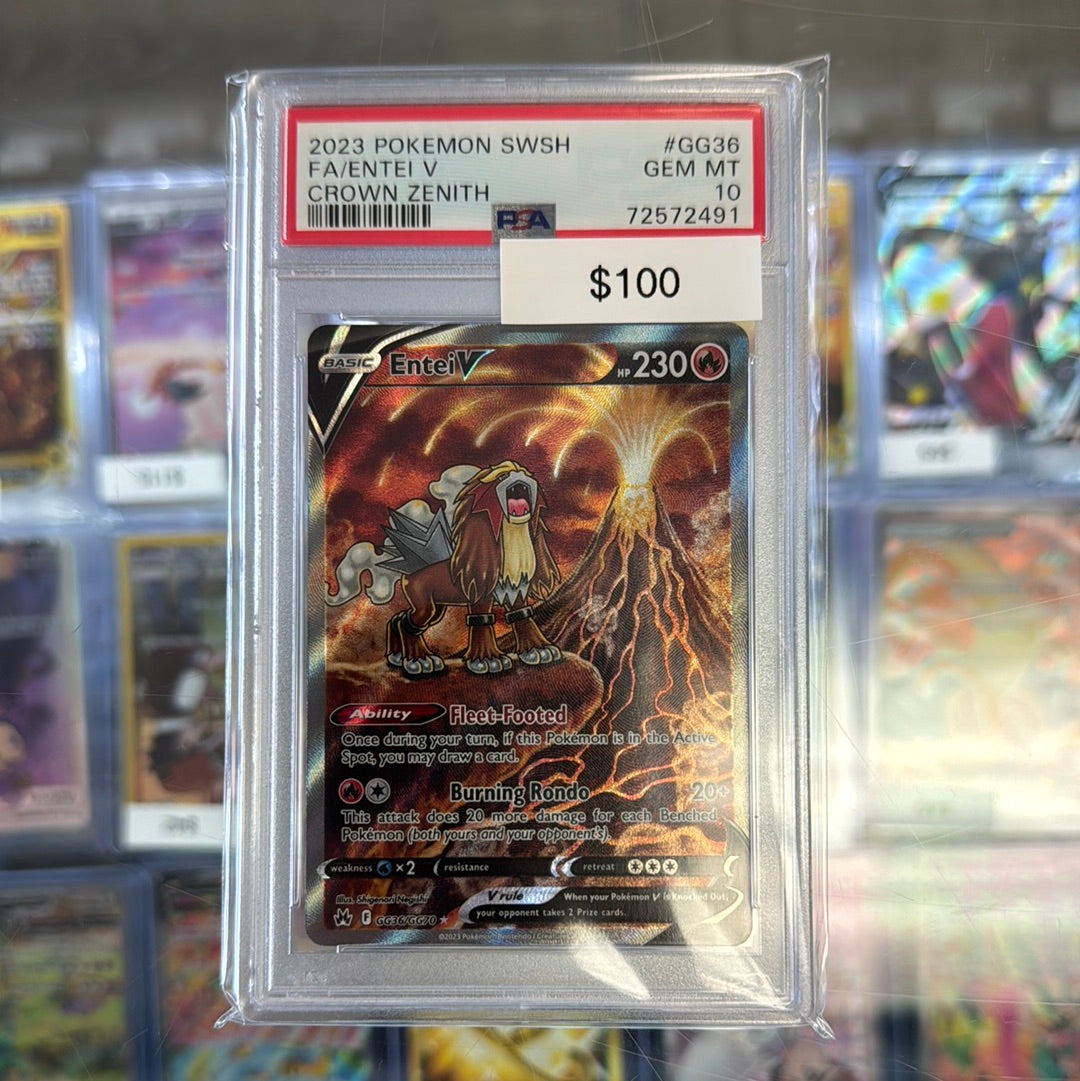 2023 POKEMON SWSH #GG36
FA/ENTEI V GEM MT
CROWN ZENITH 10
PSA 72572491
$100
BASIC Entei V HP 230
Ability Fleet-Footed
Once during your turn, if this Pokémon is in the Active
Spot, you may draw a card.
Burning Rondo 20+
This attack does 20 more damage for each Benched
Pokémon (both yours and your opponent's).
weakness ×2 resistance retreat
Illus. Shigenori Negishi
V rule When your Pokémon V is Knocked Out,
your opponent takes 2 Prize cards.
F GG36/GG70
©2023 Pokémon / Nintendo /